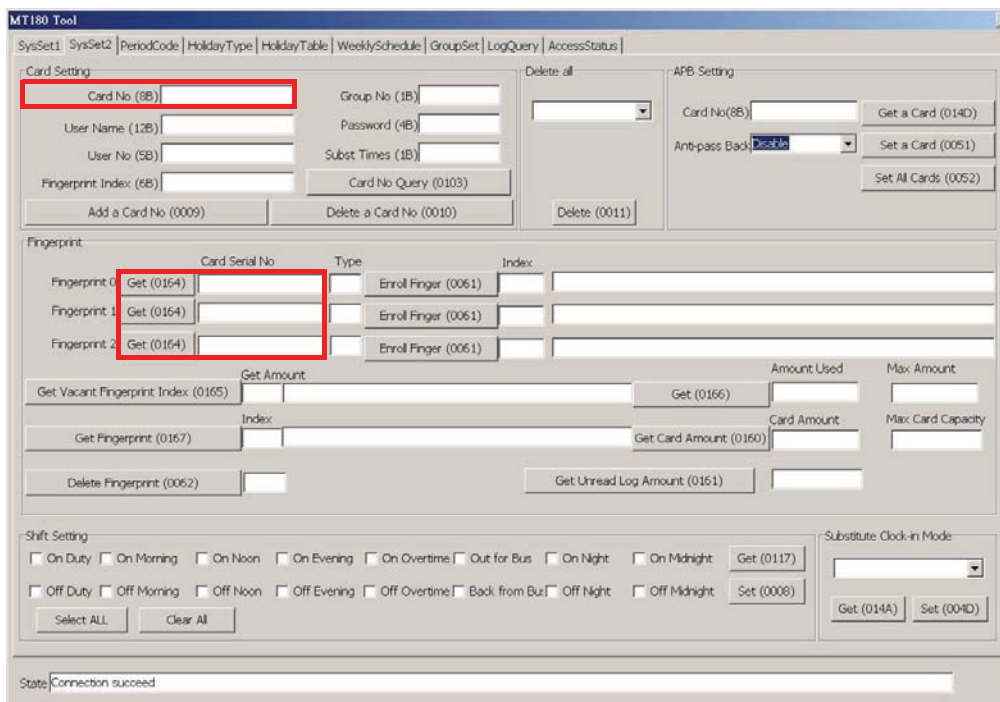 MT180 Tool
SysSet1 SysSet2 PeriodCode HolidayType HolidayTable WeeklySchedule GroupSet LogQuery AccessStatus
Card Setting
Card No (8B)
User Name (12B)
User No (5B)
Fingerprint Index (6B)
Group No (1B)
Password (4B)
Subst Times (1B)
Card No Query (0103)
Add a Card No (0009)
Delete a Card No (0010)
Delete all
Delete (0011)
APB Setting
Card No(8B)
Get a Card (014D)
Anti-pass Back Disable
Set a Card (0051)
Set All Cards (0052)
Fingerprint
Card Serial No Type Index
Fingerprint 0 Get (0164) Enroll Finger (0061)
Fingerprint 1 Get (0164) Enroll Finger (0061)
Fingerprint 2 Get (0164) Enroll Finger (0061)
Get Amount Amount Used Max Amount
Get Vacant Fingerprint Index (0165) Get (0166)
Index Card Amount Max Card Capacity
Get Fingerprint (0167) Get Card Amount (0160)
Delete Fingerprint (0062) Get Unread Log Amount (0161)
Shift Setting
On Duty On Morning On Noon On Evening On Overtime Out for Bus On Night On Midnight Get (0117)
Off Duty Off Morning Off Noon Off Evening Off Overtime Back from Bu: Off Night Off Midnight Set (0008)
Select ALL Clear All
Substitute Clock-in Mode
Get (014A) Set (004D)
State Connection succeed